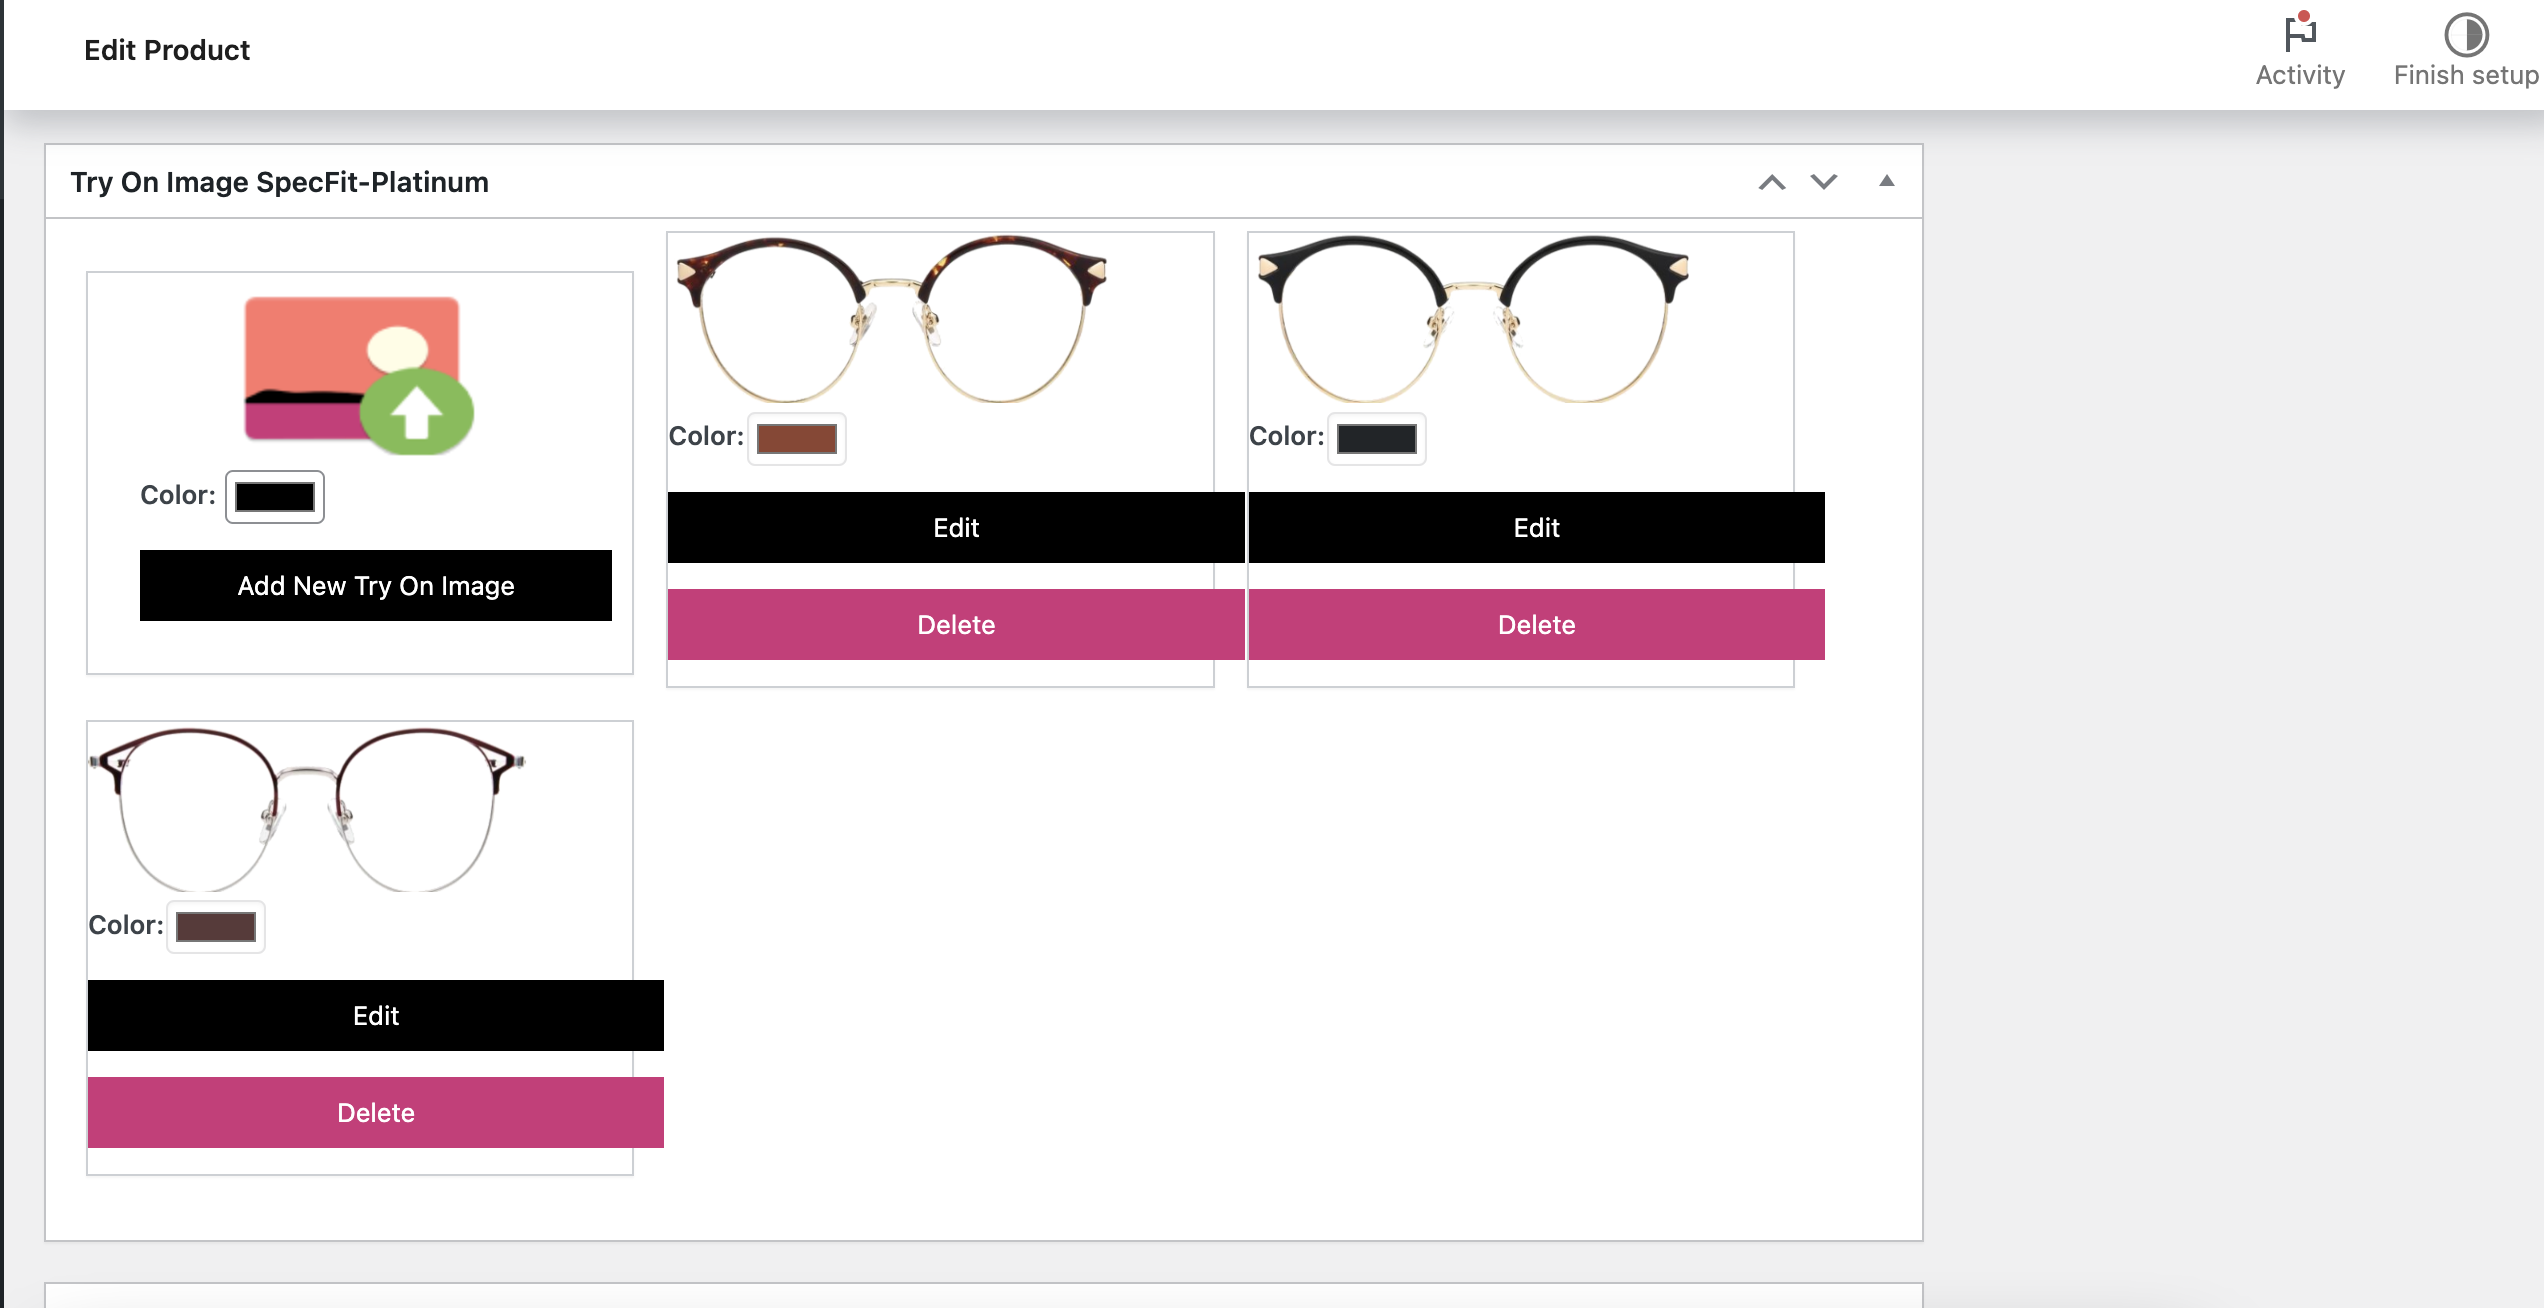 Edit Product
Activity
Finish setup
Try On Image SpecFit-Platinum
Color:
Add New Try On Image
Color:
Edit
Delete
Color:
Edit
Delete
Color:
Edit
Delete